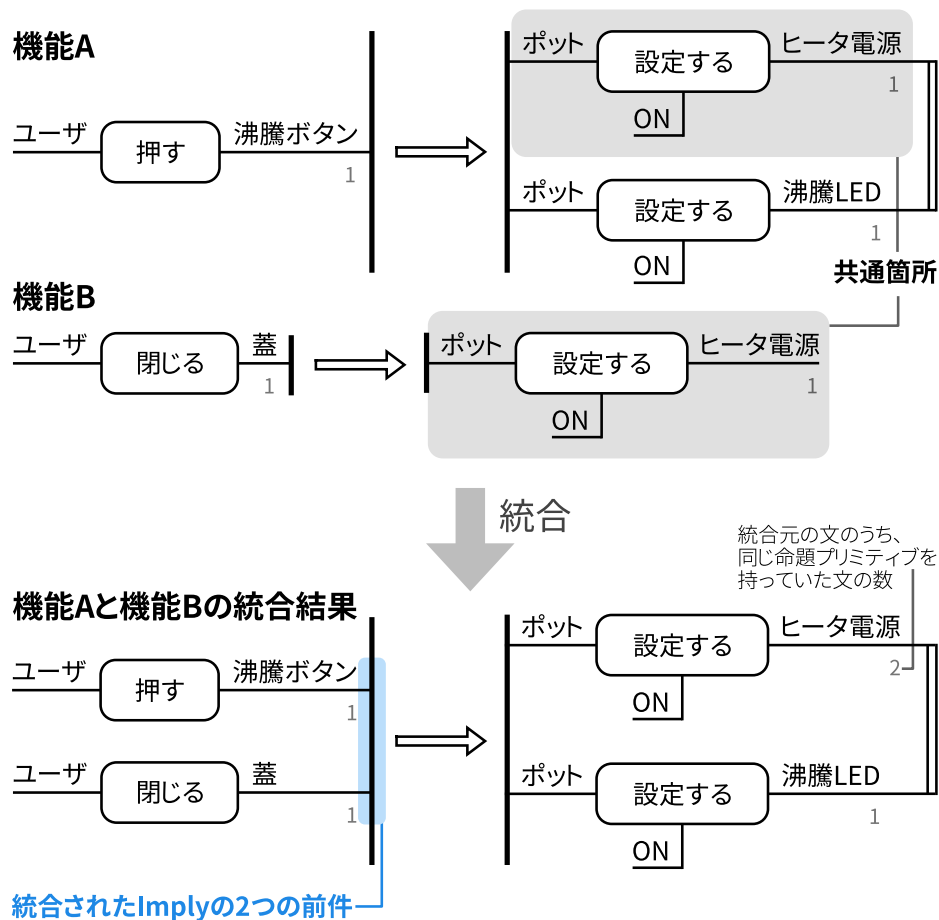 機能A
ユーザ
押す
沸騰ボタン
1
ポット
設定する
ヒータ電源
1
ON
ポット
設定する
沸騰LED
1
ON
共通箇所
機能B
ユーザ
閉じる
蓋
1
ポット
設定する
ヒータ電源
1
ON
統合
統合元の文のうち、
同じ命題プリミティブを
持っていた文の数
機能Aと機能Bの統合結果
ユーザ
押す
沸騰ボタン
1
ユーザ
閉じる
蓋
1
ポット
設定する
ヒータ電源
2
ON
ポット
設定する
沸騰LED
1
ON
統合されたImplyの2つの前件